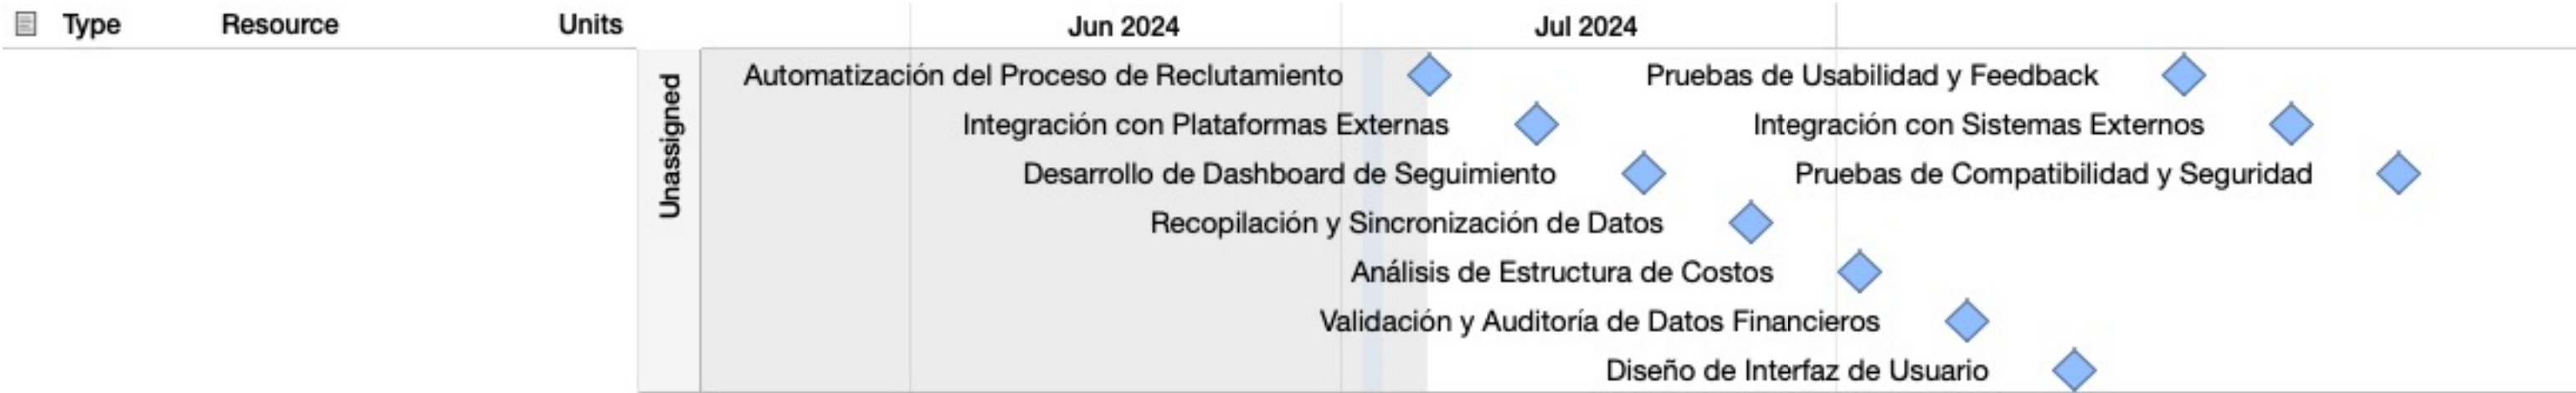 Type Resource Units Jun 2024 Jul 2024
Unassigned
Automatización del Proceso de Reclutamiento Pruebas de Usabilidad y Feedback
Integración con Plataformas Externas Integración con Sistemas Externos
Desarrollo de Dashboard de Seguimiento Pruebas de Compatibilidad y Seguridad
Recopilación y Sincronización de Datos
Análisis de Estructura de Costos
Validación y Auditoría de Datos Financieros
Diseño de Interfaz de Usuario